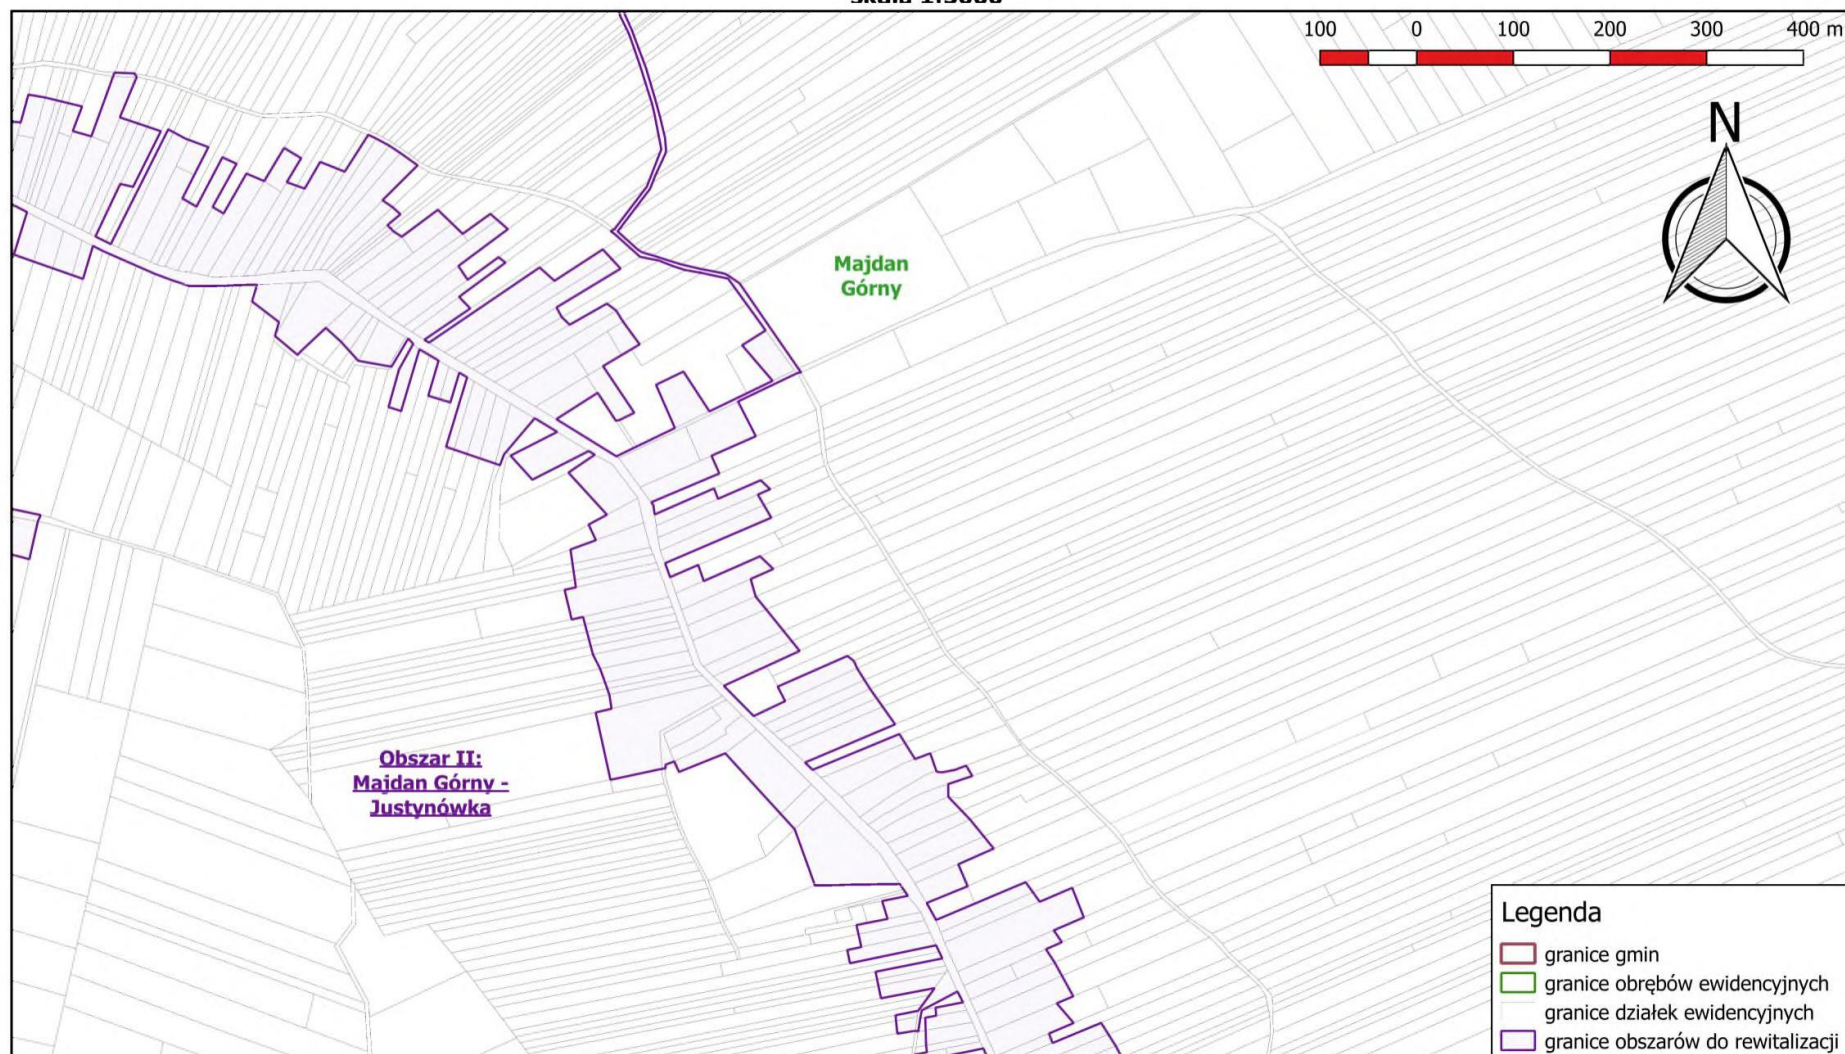 100 0 100 200 300 400 m
N
Majdan
Górny
Obszar II:
Majdan Górny -
Justynówka
Legenda
granice gmin
granice obrębów ewidencyjnych
granice działek ewidencyjnych
granice obszarów do rewitalizacji